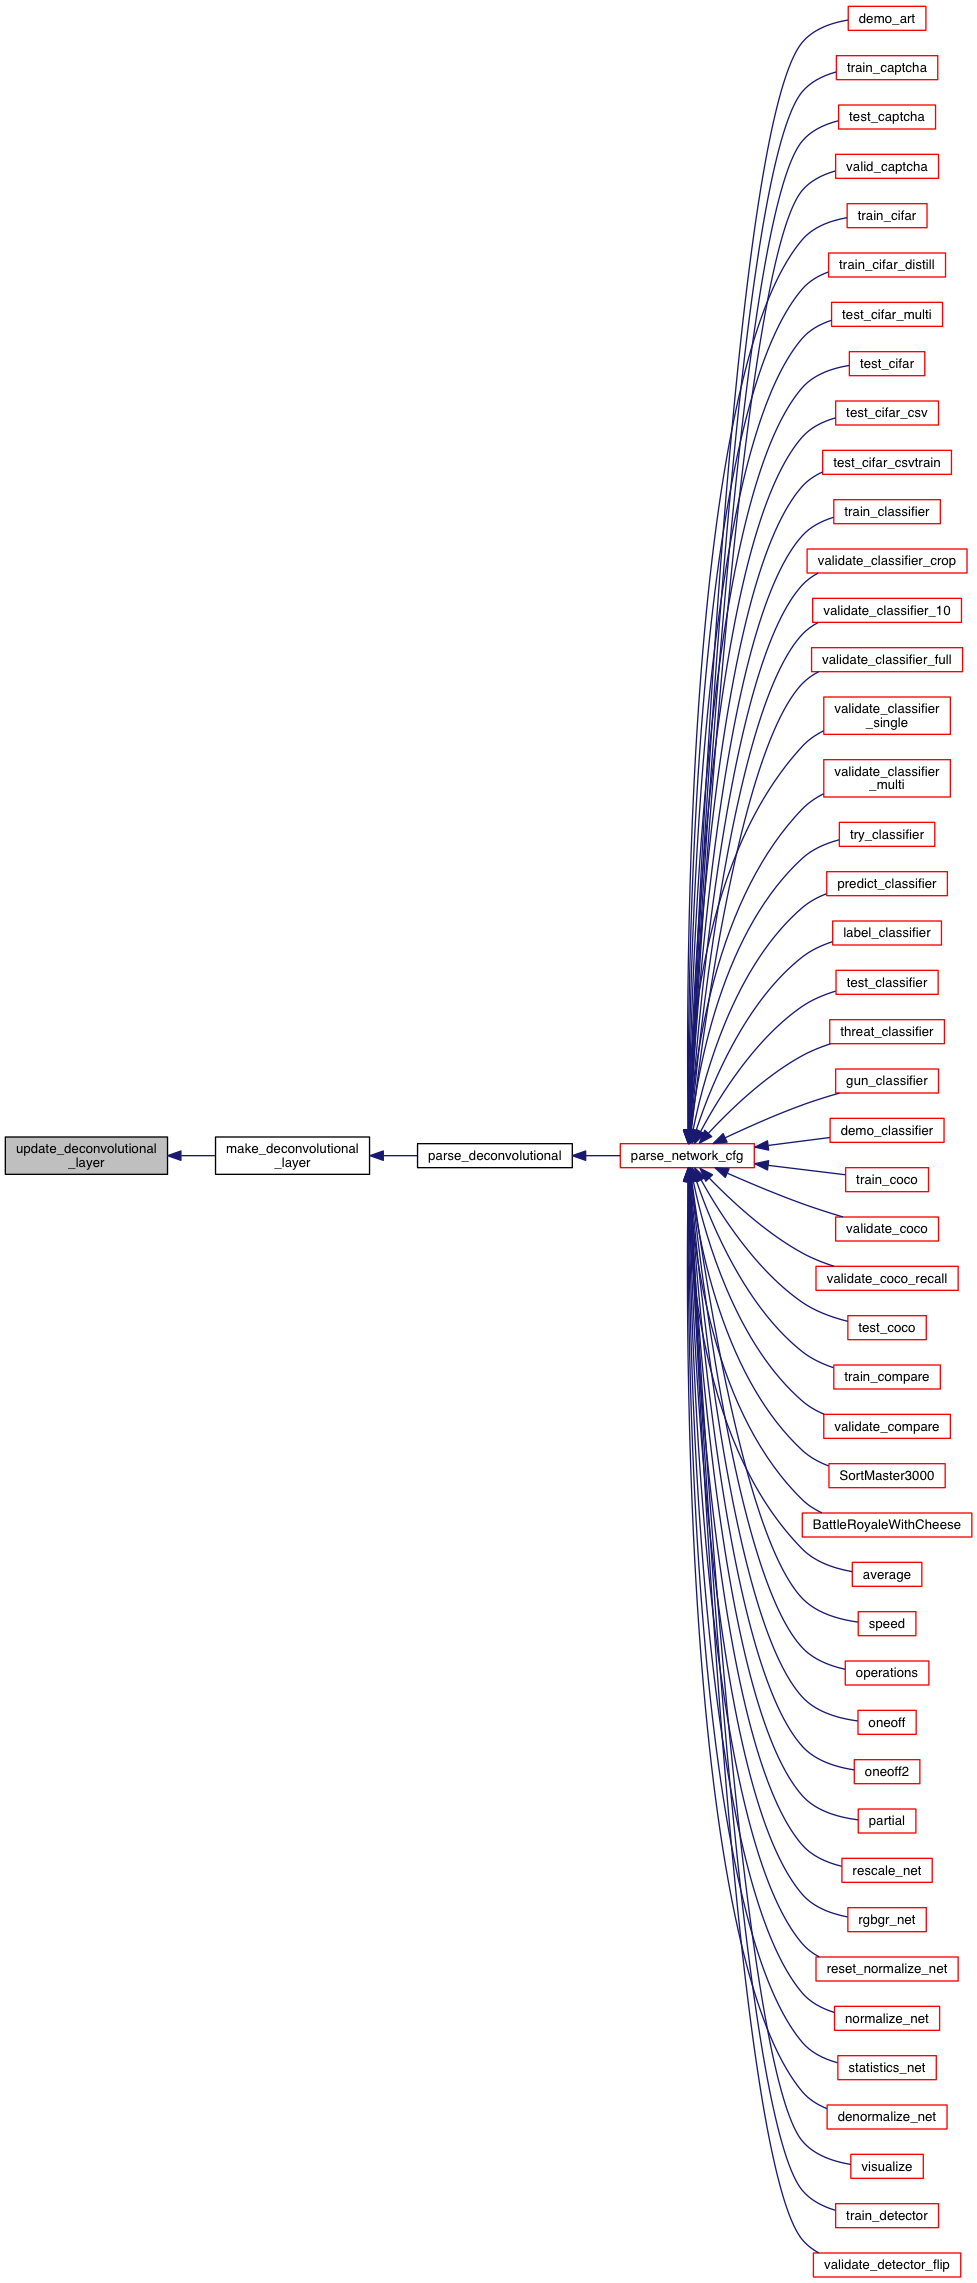 update_deconvolutional
_layer
make_deconvolutional
_layer
parse_deconvolutional
parse_network_cfg
demo_art
train_captcha
test_captcha
valid_captcha
train_cifar
train_cifar_distill
test_cifar_multi
test_cifar
test_cifar_csv
test_cifar_csvtrain
train_classifier
validate_classifier_crop
validate_classifier_10
validate_classifier_full
validate_classifier
_single
validate_classifier
_multi
try_classifier
predict_classifier
label_classifier
test_classifier
threat_classifier
gun_classifier
demo_classifier
train_coco
validate_coco
validate_coco_recall
test_coco
train_compare
validate_compare
SortMaster3000
BattleRoyaleWithCheese
average
speed
operations
oneoff
oneoff2
partial
rescale_net
rgbgr_net
reset_normalize_net
normalize_net
statistics_net
denormalize_net
visualize
train_detector
validate_detector_flip